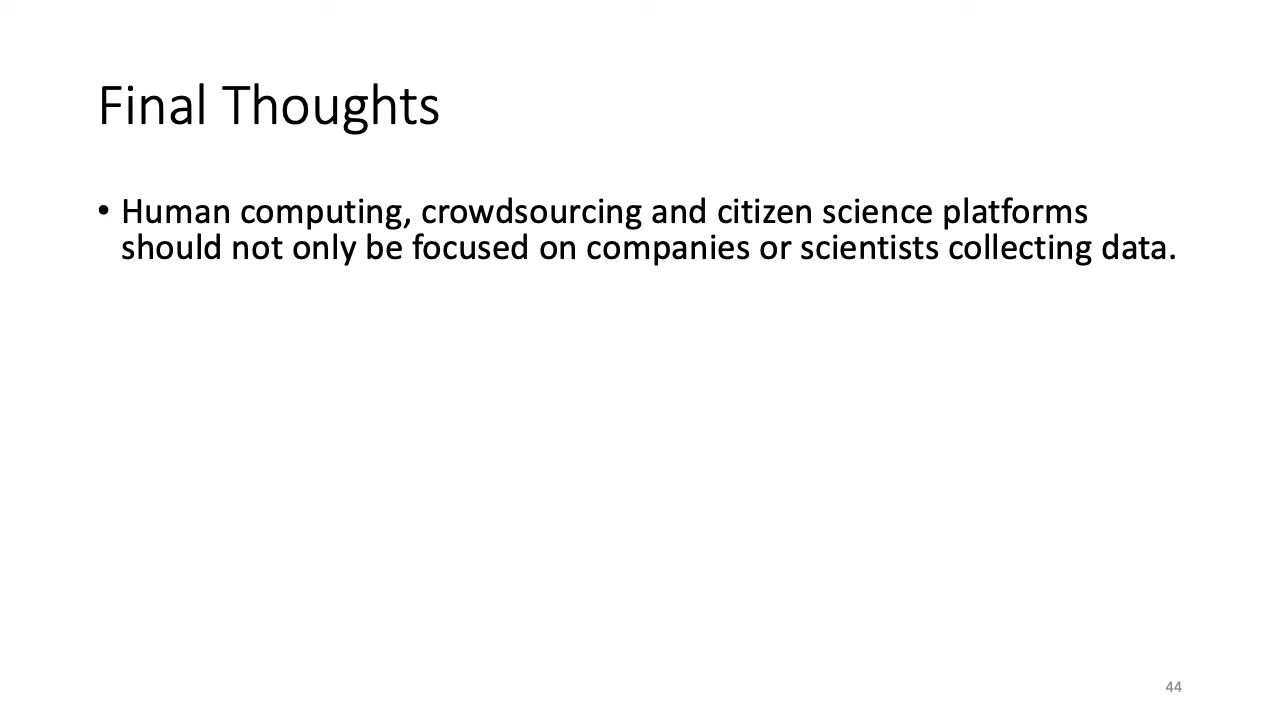 Final Thoughts
• Human computing, crowdsourcing and citizen science platforms
should not only be focused on companies or scientists collecting data.
44